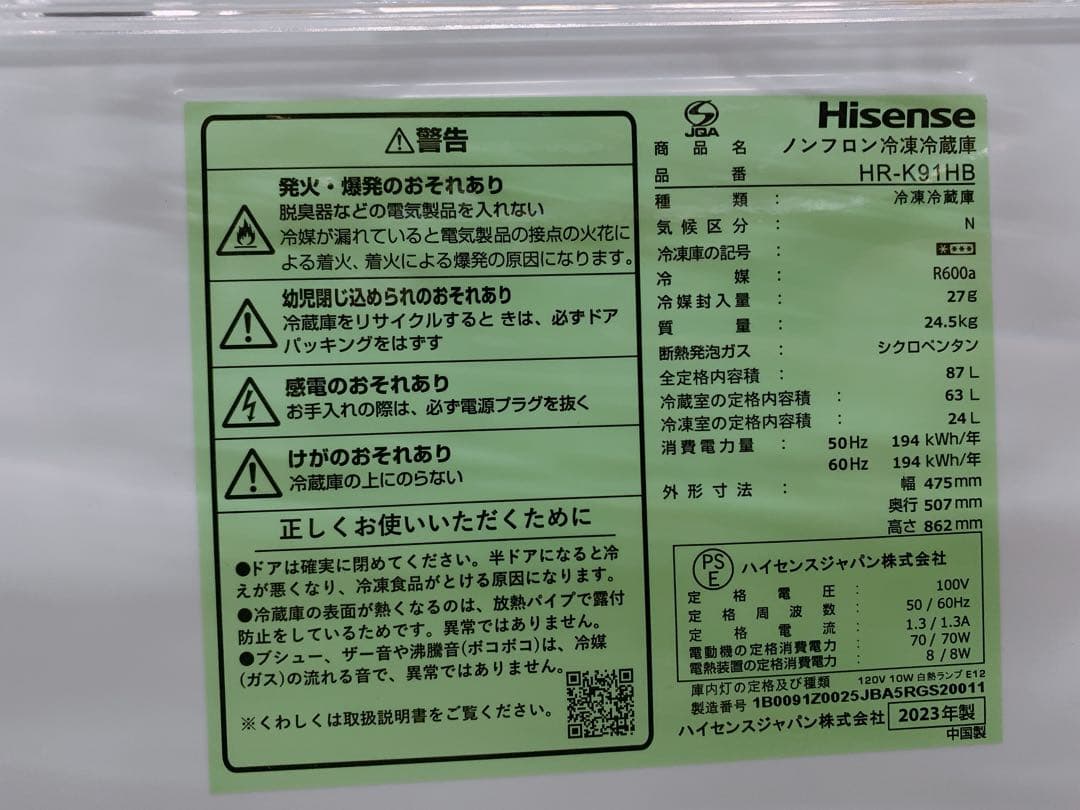 ⚠警告
発火・爆発のおそれあり
脱臭器などの電気製品を入れない
冷媒が漏れていると電気製品の接点の火花に
よる着火、着火による爆発の原因になります。
幼児閉じ込められのおそれあり
冷蔵庫をリサイクルすると きは、必ずドア
パッキングをはずす
感電のおそれあり
お手入れの際は、必ず電源プラグを抜く
けがのおそれあり
冷蔵庫の上にのらない
正しくお使いいただくために
●ドアは確実に閉めてください。半ドアになると冷
えが悪くなり、冷凍食品がとける原因になります。
●冷蔵庫の表面が熱くなるのは、放熱パイプで露付
防止をしているためです。異常ではありません。
●ブシュー、ザー音や沸騰音(ボコボコ)は、冷媒
(ガス)の流れる音で、異常ではありません。
※くわしくは取扱説明書をご覧ください。
JQA
Hisense
商品名 ノンフロン冷凍冷蔵庫
品番 HR-K91HB
種類 : 冷凍冷蔵庫
気候区分 : N
冷凍庫の記号 : ****
冷媒 : R600a
冷媒封入量 : 27g
質量 : 24.5kg
断熱発泡ガス : シクロペンタン
全定格内容積 : 87 L
冷蔵室の定格内容積 : 63 L
冷凍室の定格内容積 : 24 L
消費電力量 : 50Hz 194 kWh/年
60Hz 194 kWh/年
外形寸法 : 幅 475mm
奥行 507mm
高さ 862mm
PSE ハイセンスジャパン株式会社
定格電圧 : 100V
定格周波数 : 50 / 60Hz
定格電流 : 1.3 / 1.3A
電動機の定格消費電力 : 70 / 70W
電熱装置の定格消費電力 : 8 / 8W
庫内灯の定格及び種類 120V 10W 白熱ランプ E12
製造番号 1B0091Z0025JBA5RGS20011
ハイセンスジャパン株式会社 2023年製
中国製